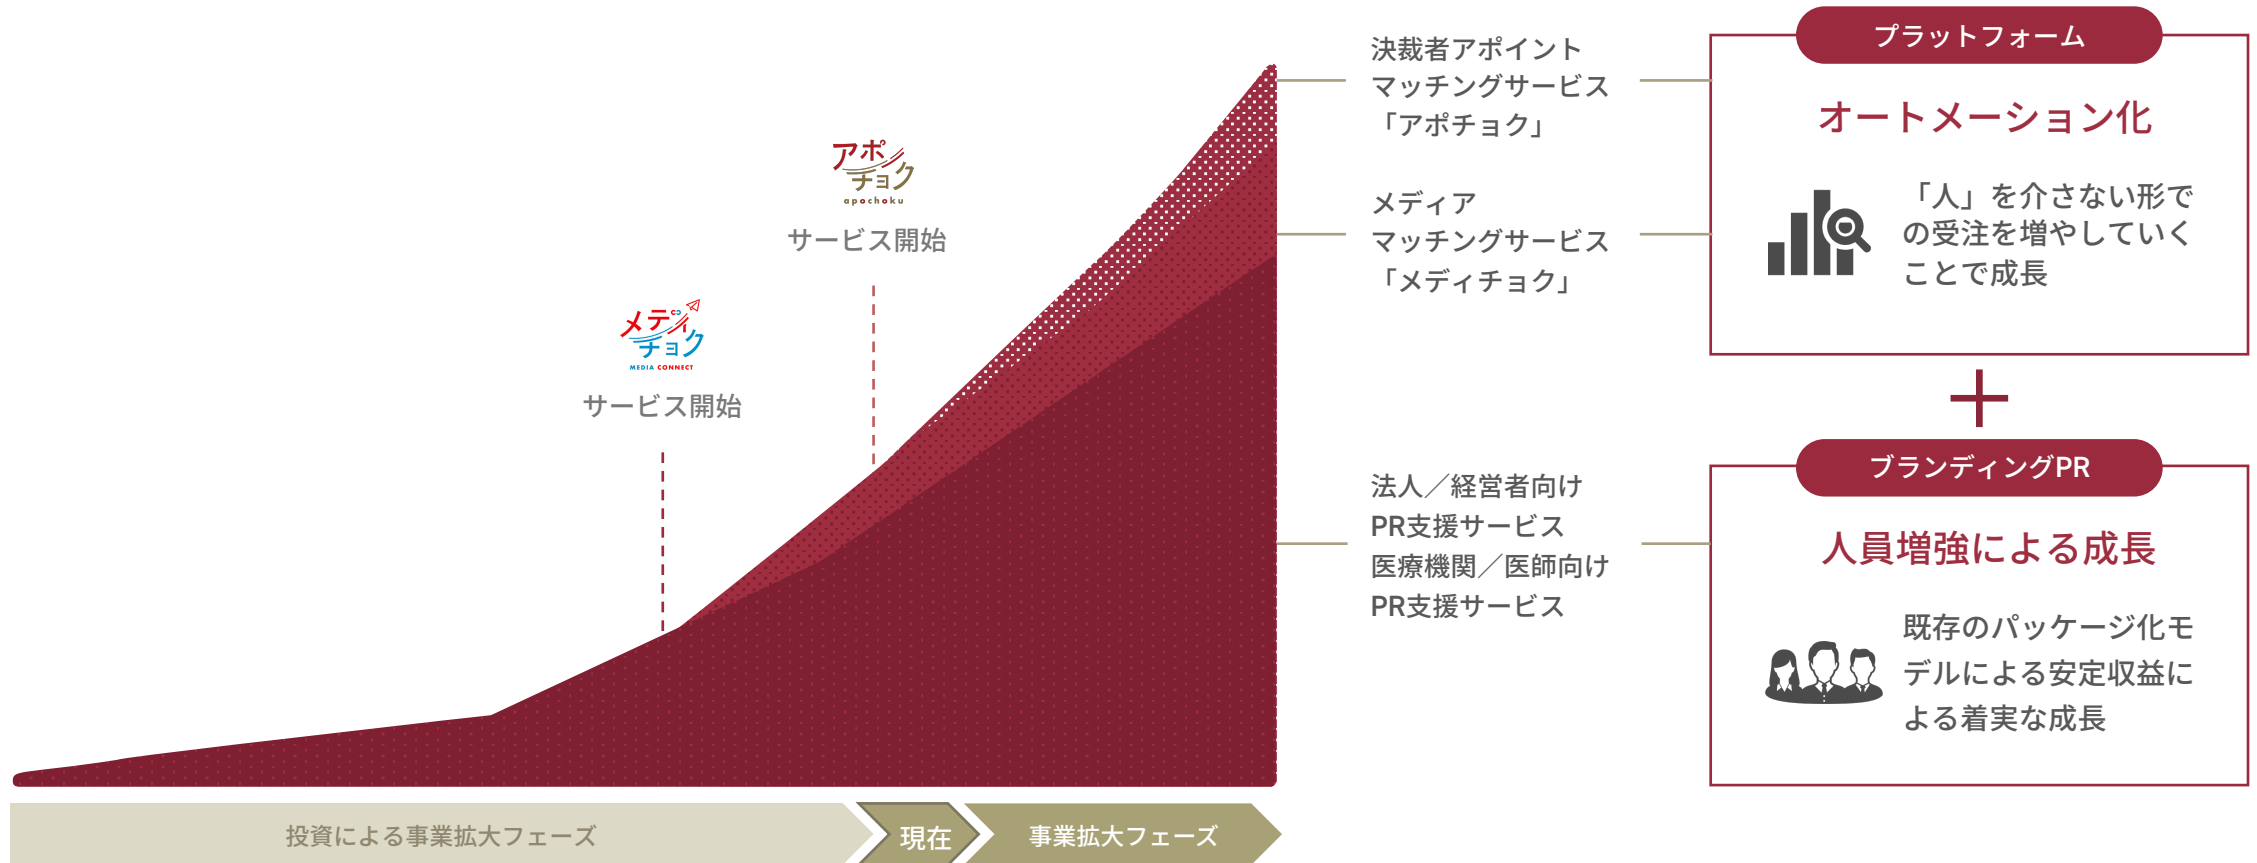 アポ
チョク
apochoku
サービス開始
メディ
チョク
MEDIA CONNECT
サービス開始
決裁者アポイント
マッチングサービス
「アポチョク」
メディア
マッチングサービス
「メディチョク」
法人／経営者向け
PR支援サービス
医療機関／医師向け
PR支援サービス
プラットフォーム
オートメーション化
「人」を介さない形で
の受注を増やしていく
ことで成長
ブランディングPR
人員増強による成長
既存のパッケージ化モ
デルによる安定収益に
よる着実な成長
投資による事業拡大フェーズ
現在
事業拡大フェーズ